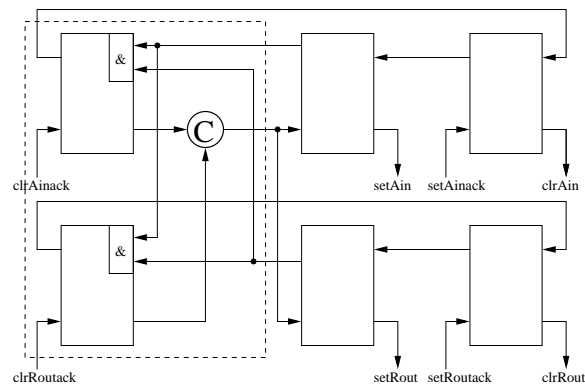 &
C
clrAinack
setAin
setAinack
clrAin
&
clrRoutack
setRout
setRoutack
clrRout